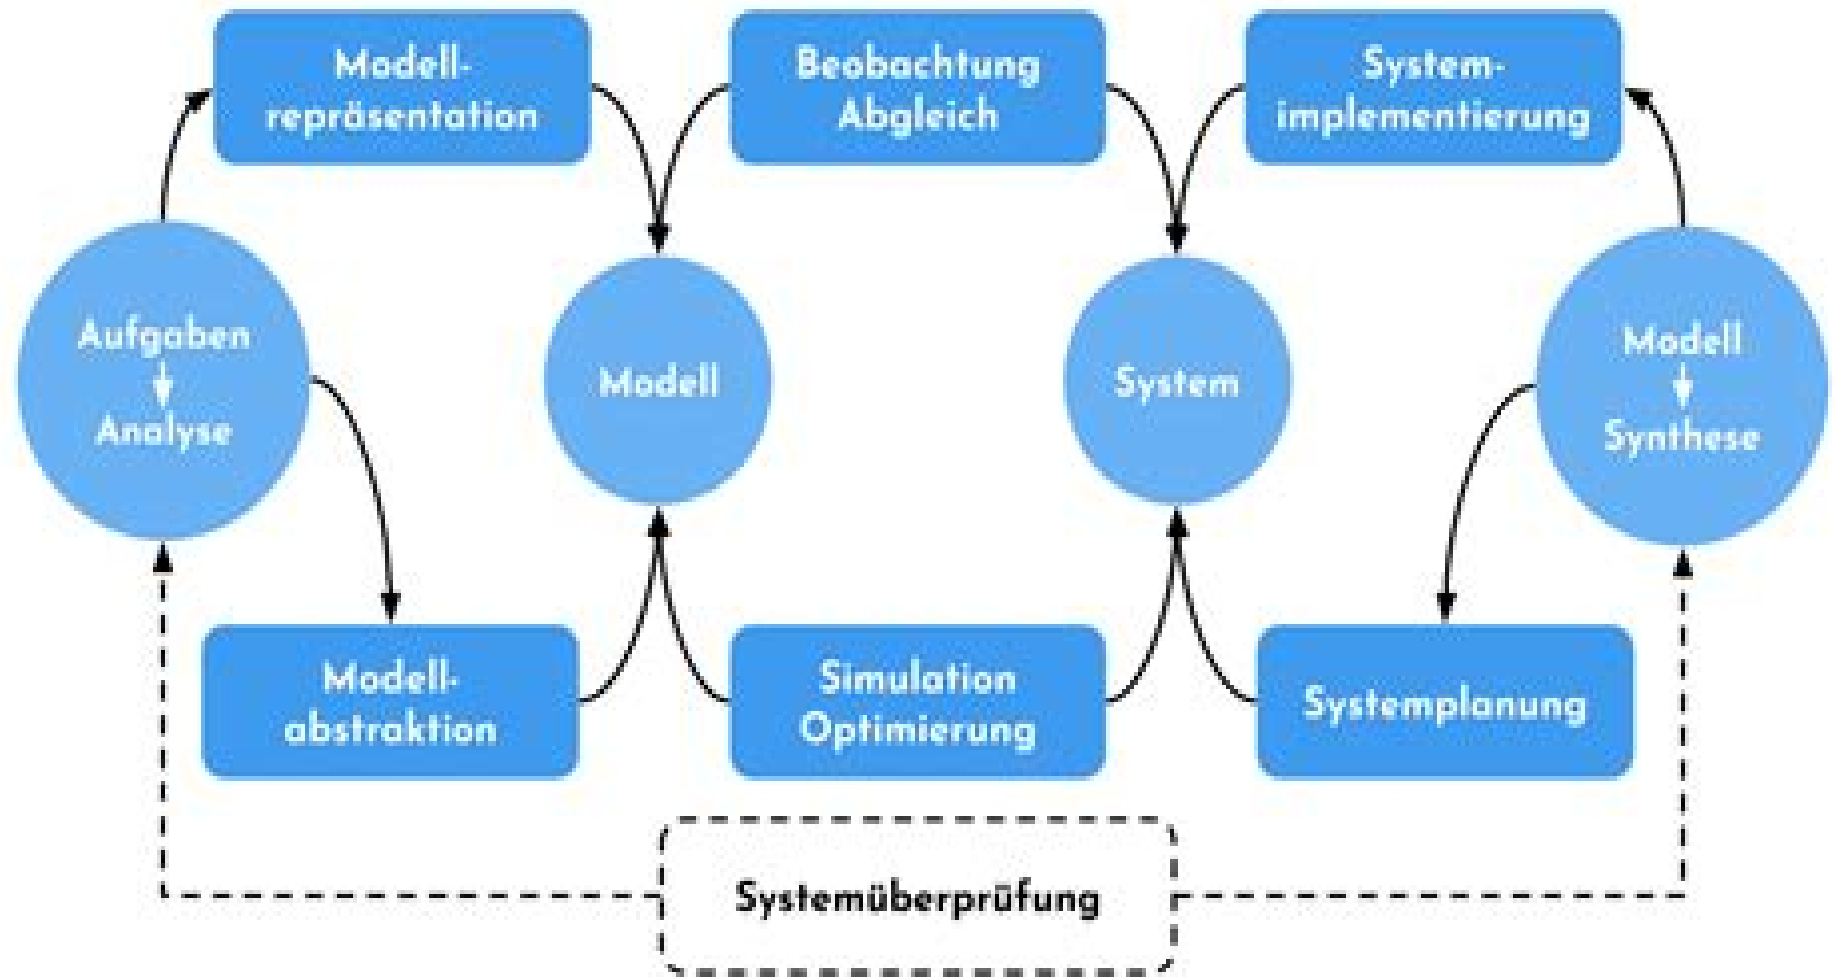 Modell-
repräsentation
Beobachtung
Abgleich
System-
implementierung
Aufgaben
Analyse
Modell
System
Modell
Synthese
Modell-
abstraktion
Simulation
Optimierung
Systemplanung
Systemüberprüfung